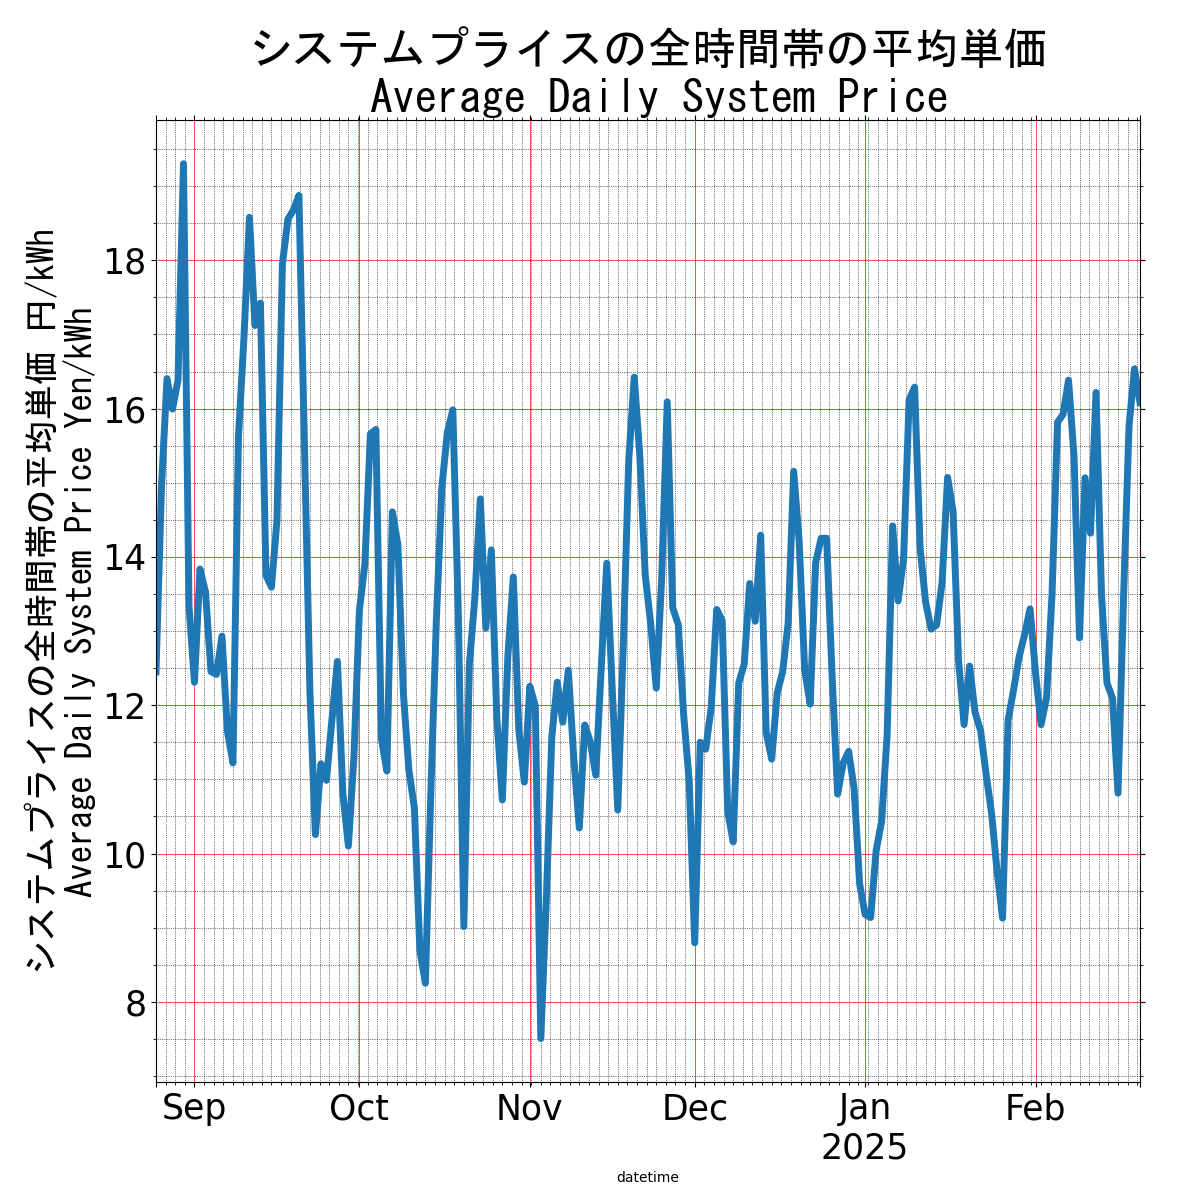 システムプライスの全時間帯の平均単価
Average Daily System Price
システムプライスの全時間帯の平均単価 円/kWh
Average Daily System Price Yen/kWh
18
16
14
12
10
8
Sep
Oct
Nov
Dec
Jan
2025
Feb
datetime